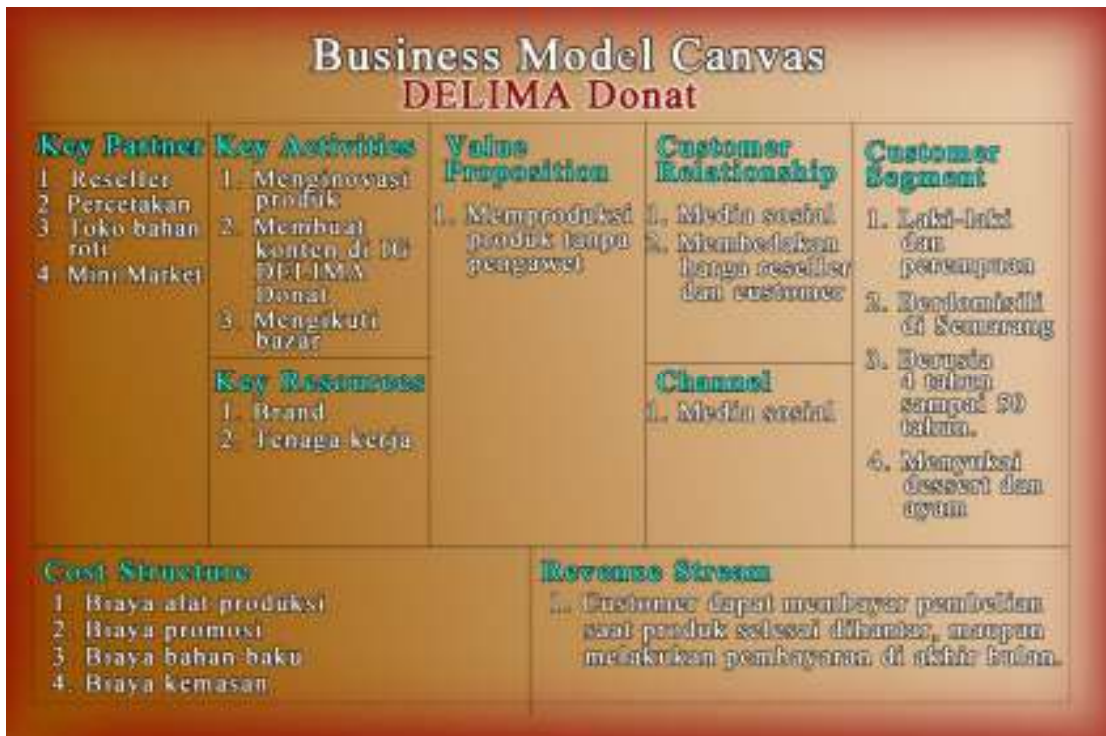 Business Model Canvas
DELIMA Donat
Key Partner
1 Reseller
2 Percetakan
3. Toko bahan
roti
4 Mini Market
Key Activities
1. Menginovasi
produk
2. Membuat
konten di IG
DELIMA
Donat
3. Mengikuti
bazar
Key Resources
1. Brand
2. Tenaga kerja
Value
Proposition
1. Memproduksi
produk tanpa
pengawet
Customer
Relationship
1. Media sosial
2. Membedakan
harga reseller
dan customer
Channel
1. Media sosial
Customer
Segment
1. Laki-laki
dan
perempuan
2. Berdomisili
di Semarang
3. Berusia
4 tahun
sampai 50
tahun.
4. Menyukai
dessert dan
ayam
Cost Structure
1. Biaya alat produksi
2. Biaya promosi
3. Biaya bahan baku
4. Biaya kemasan
Revenue Stream
1. Customer dapat membayar pembelian
saat produk selesai dihantar, maupun
melakukan pembayaran di akhir bulan.